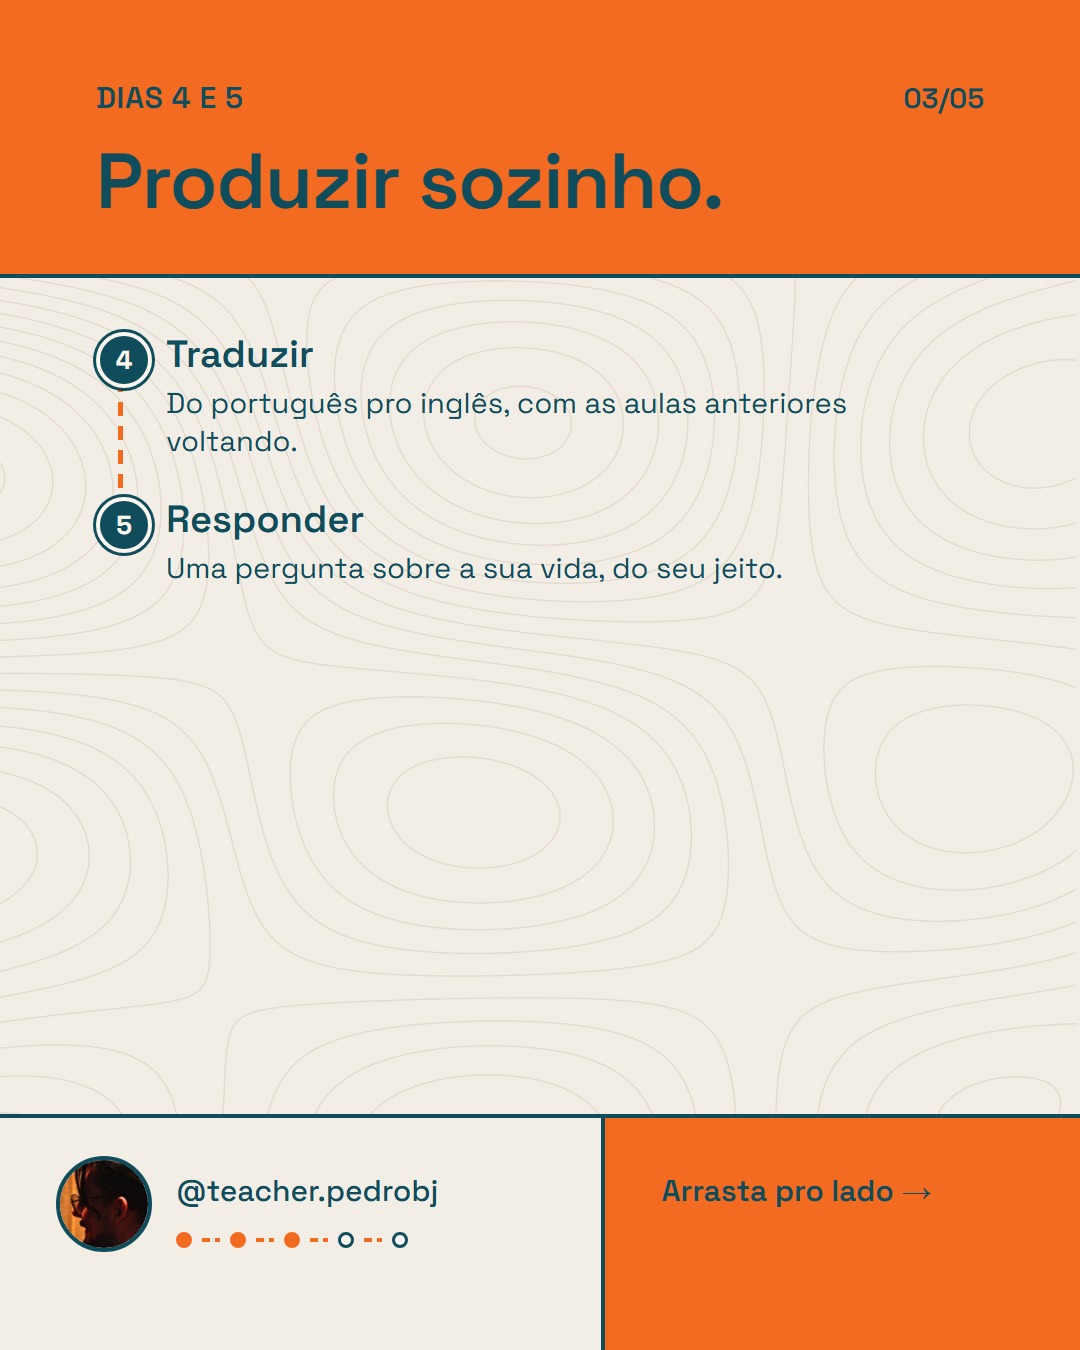 DIAS 4 E 5
03/05
Produzir sozinho.
4
Traduzir
Do português pro inglês, com as aulas anteriores
voltando.
5
Responder
Uma pergunta sobre a sua vida, do seu jeito.
@teacher.pedrobj
Arrasta pro lado →